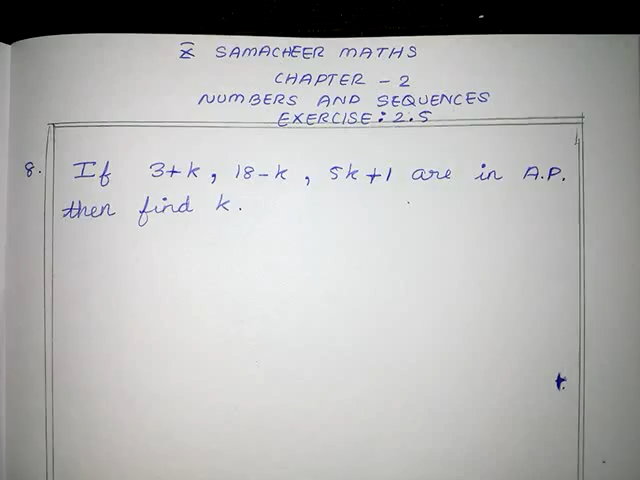 X SAMACHEER MATHS
CHAPTER - 2
NUMBERS AND SEQUENCES
EXERCISE: 2.5
8. If 3+k, 18-k, 5k+1 are in A.P.
then find k.